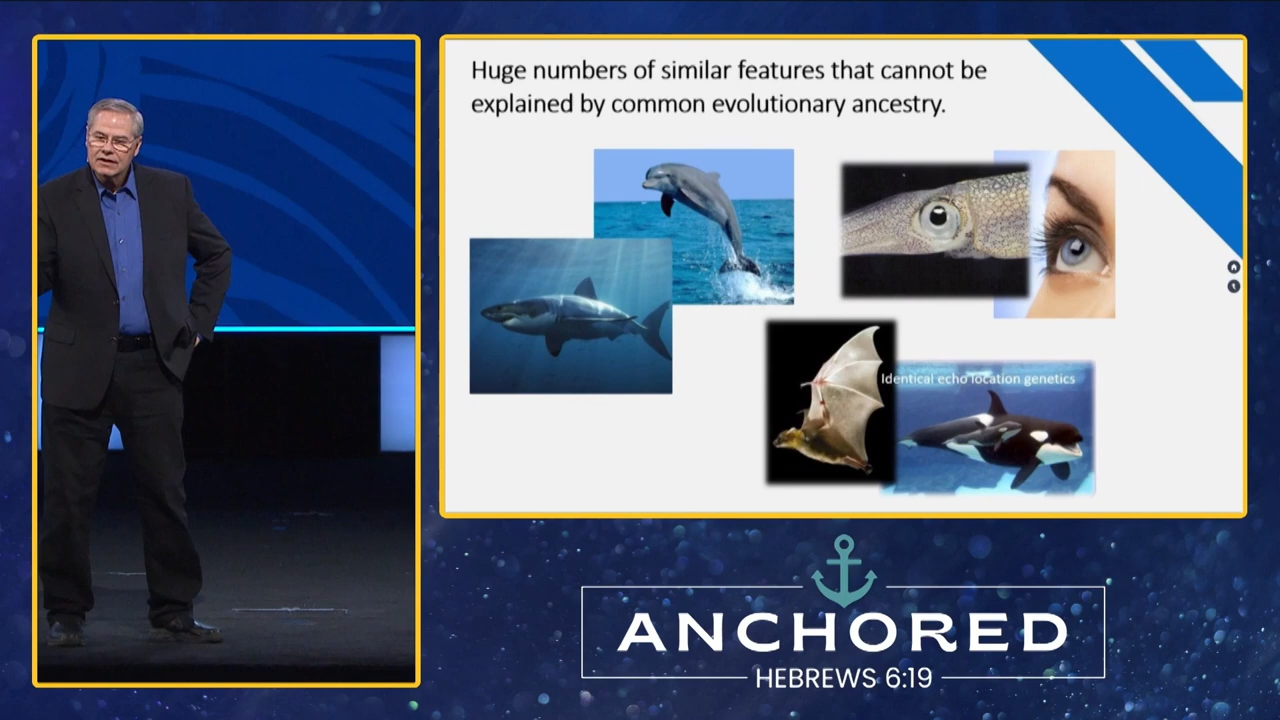 Huge numbers of similar features that cannot be
explained by common evolutionary ancestry.
Identical echo location genetics
ANCHORED
HEBREWS 6:19